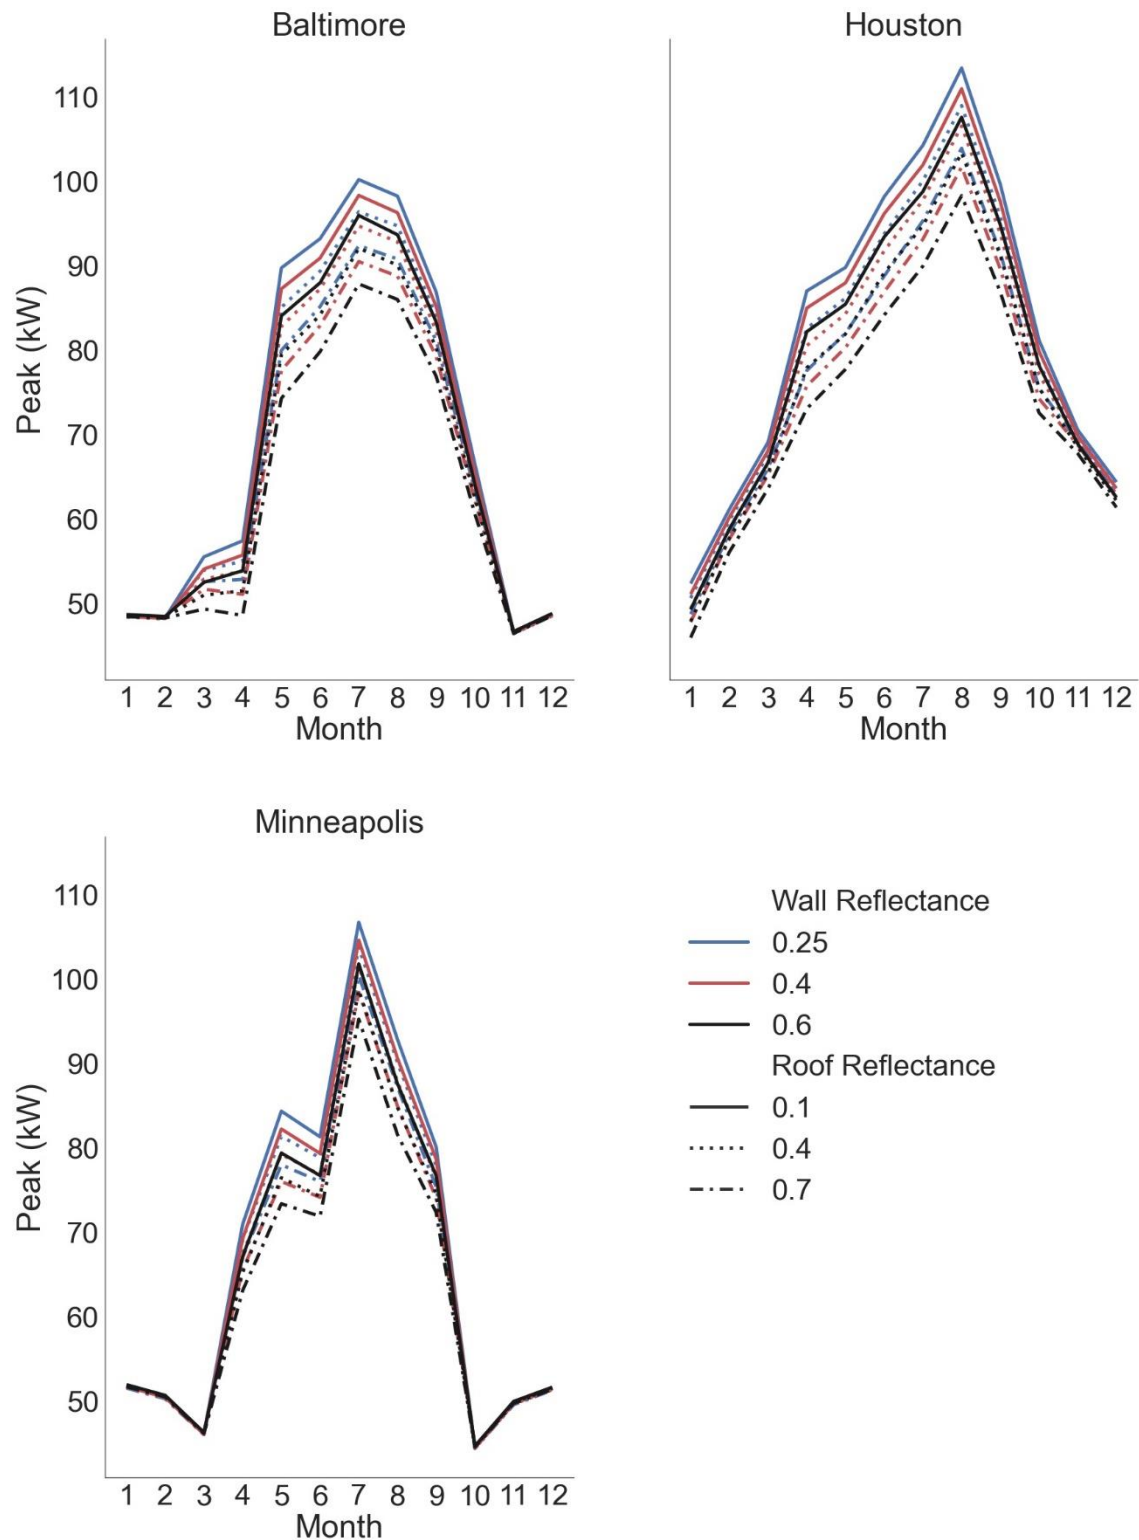 Baltimore
Houston
110
100
90
80
70
60
50
Peak (kW)
1 2 3 4 5 6 7 8 9 10 11 12
Month
1 2 3 4 5 6 7 8 9 10 11 12
Month
Minneapolis
110
100
90
80
70
60
50
Peak (kW)
1 2 3 4 5 6 7 8 9 10 11 12
Month
Wall Reflectance
0.25
0.4
0.6
Roof Reflectance
0.1
0.4
0.7